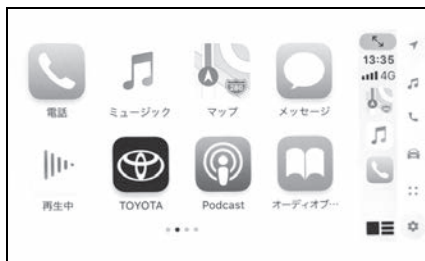 13:35
4G
電話
ミュージック
マップ
メッセージ
280
再生中
TOYOTA
Podcast
オーディオブ…